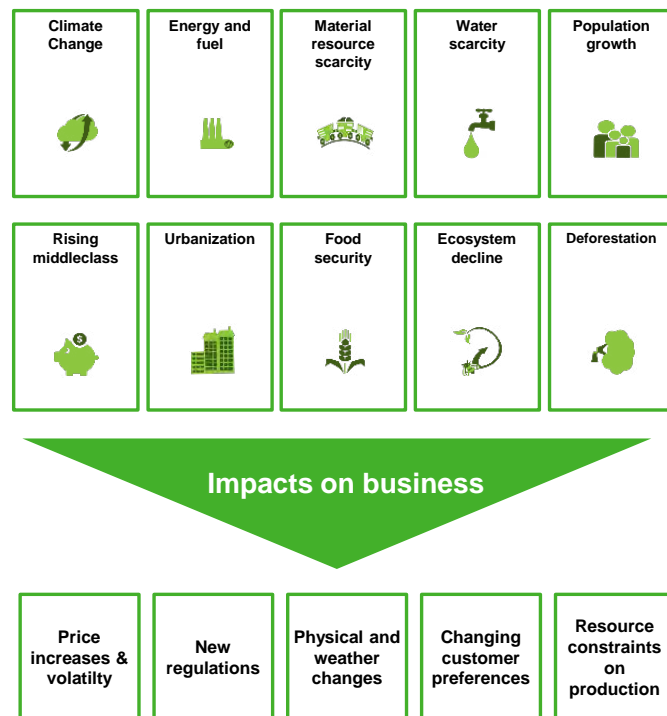 Climate
Change
Energy and
fuel
Material
resource
scarcity
Water
scarcity
Population
growth
Rising
middleclass
Urbanization
Food
security
Ecosystem
decline
Deforestation
$
Impacts on business
Price
increases &
volatilty
New
regulations
Physical and
weather
changes
Changing
customer
preferences
Resource
constraints
on
production